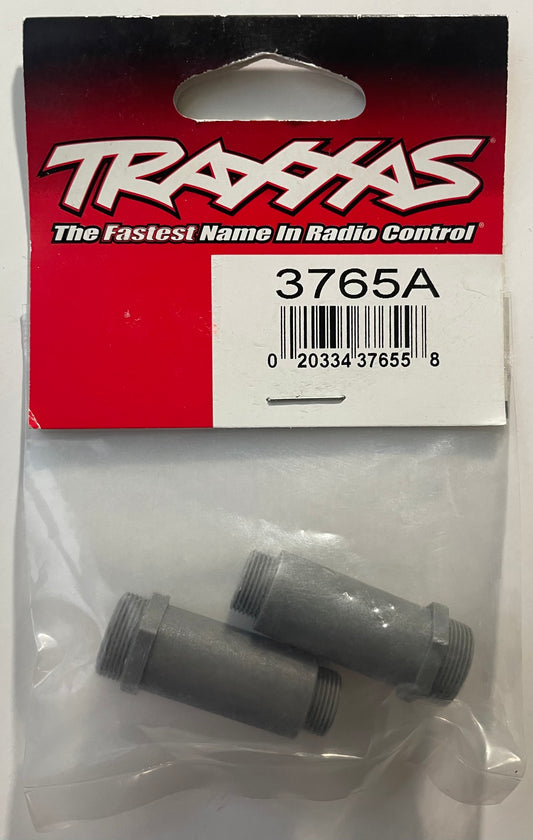 TRAXXAS®
The Fastest Name In Radio Control®
3765A
0 20334 37655 8